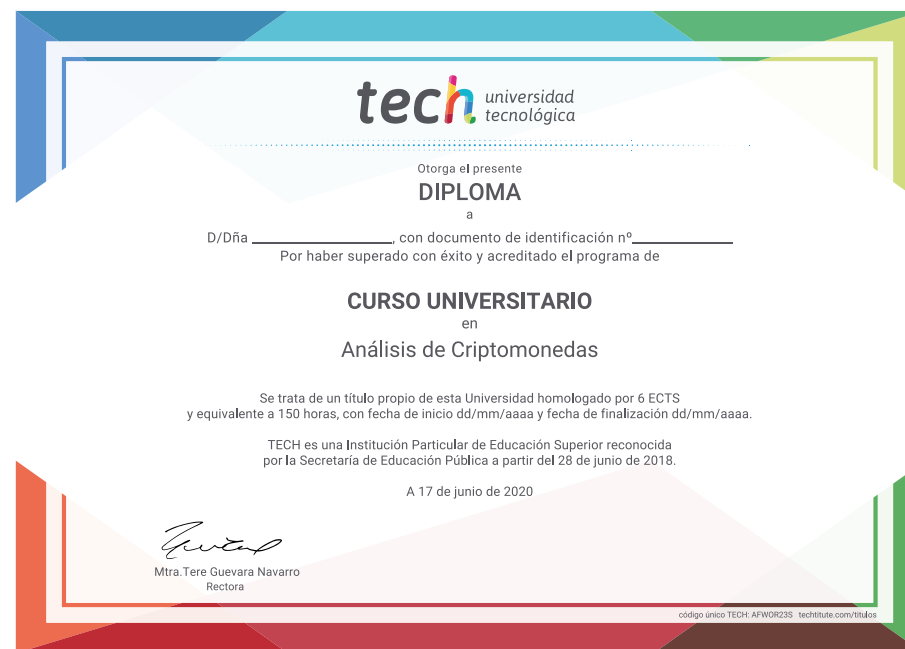 tech universidad
tecnológica
Otorga el presente
DIPLOMA
a
D/Dña ____________________, con documento de identificación nº______________
Por haber superado con éxito y acreditado el programa de
CURSO UNIVERSITARIO
en
Análisis de Criptomonedas
Se trata de un título propio de esta Universidad homologado por 6 ECTS
y equivalente a 150 horas, con fecha de inicio dd/mm/aaaa y fecha de finalización dd/mm/aaaa.
TECH es una Institución Particular de Educación Superior reconocida
por la Secretaría de Educación Pública a partir del 28 de junio de 2018.
A 17 de junio de 2020
Mtra.Tere Guevara Navarro
Rectora
código único TECH: AFWOR23S techtitute.com/titulos